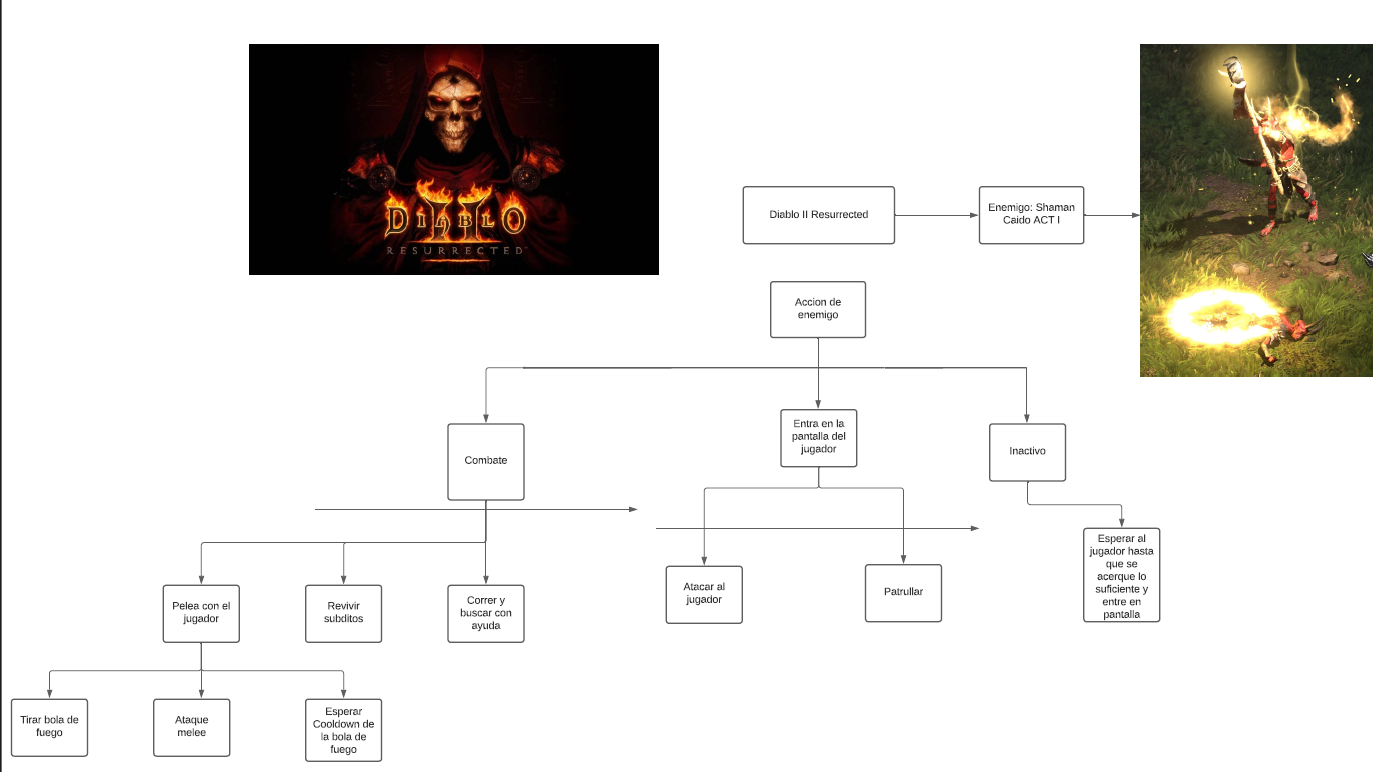 DIABLO
II
RESURRECTED
Diablo II Resurrected
Enemigo: Shaman
Caido ACT I
Accion de
enemigo
Combate
Entra en la
pantalla del
jugador
Inactivo
Pelea con el
jugador
Revivir
subditos
Correr y
buscar con
ayuda
Atacar al
jugador
Patrullar
Esperar al
jugador hasta
que se
acerque lo
suficiente y
entre en
pantalla
Tirar bola de
fuego
Ataque
melee
Esperar
Cooldown de
la bola de
fuego